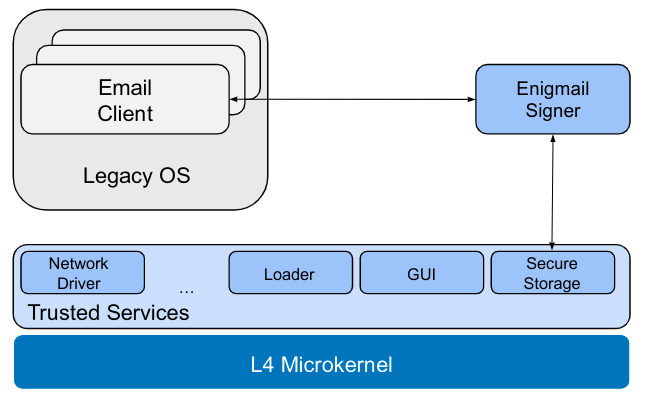 Email
Client
Enigmail
Signer
Legacy OS
Network
Driver
...
Loader
GUI
Secure
Storage
Trusted Services
L4 Microkernel